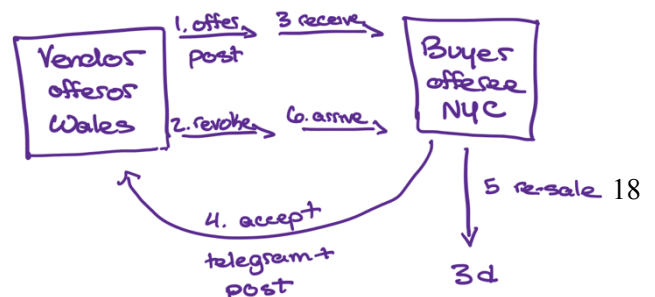 1. offer
3 receive
post
Vendor
offeror
Wales
Buyer
offeree
NYC
2. revoke
6. arrive
4. accept
telegram +
post
5 re-sale
18
3d